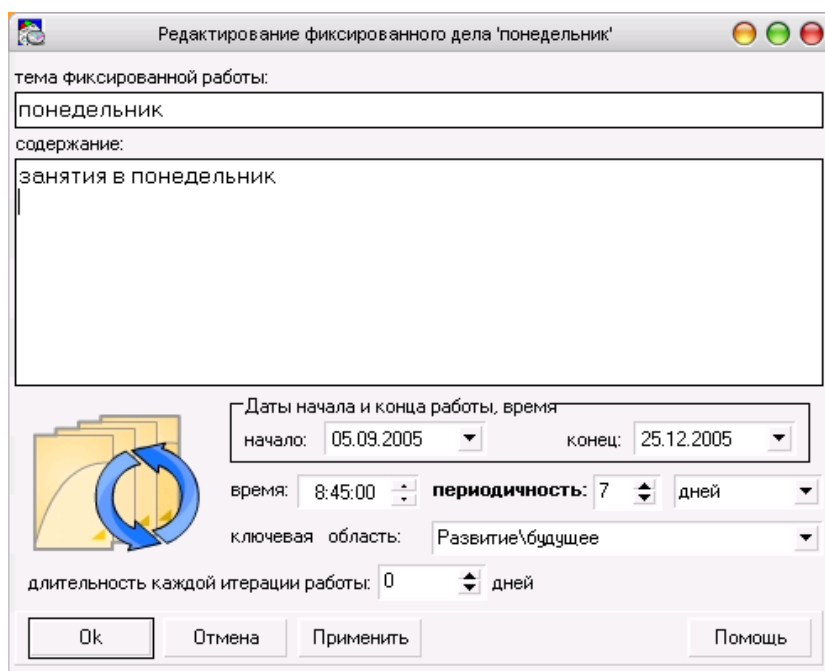 Редактирование фиксированного дела 'понедельник'
тема фиксированной работы:
понедельник
содержание:
занятия в понедельник
Даты начала и конца работы, время
начало: 05.09.2005 конец: 25.12.2005
время: 8:45:00 периодичность: 7 дней
ключевая область: Развитие\будущее
длительность каждой итерации работы: 0 дней
Ok Отмена Применить Помощь